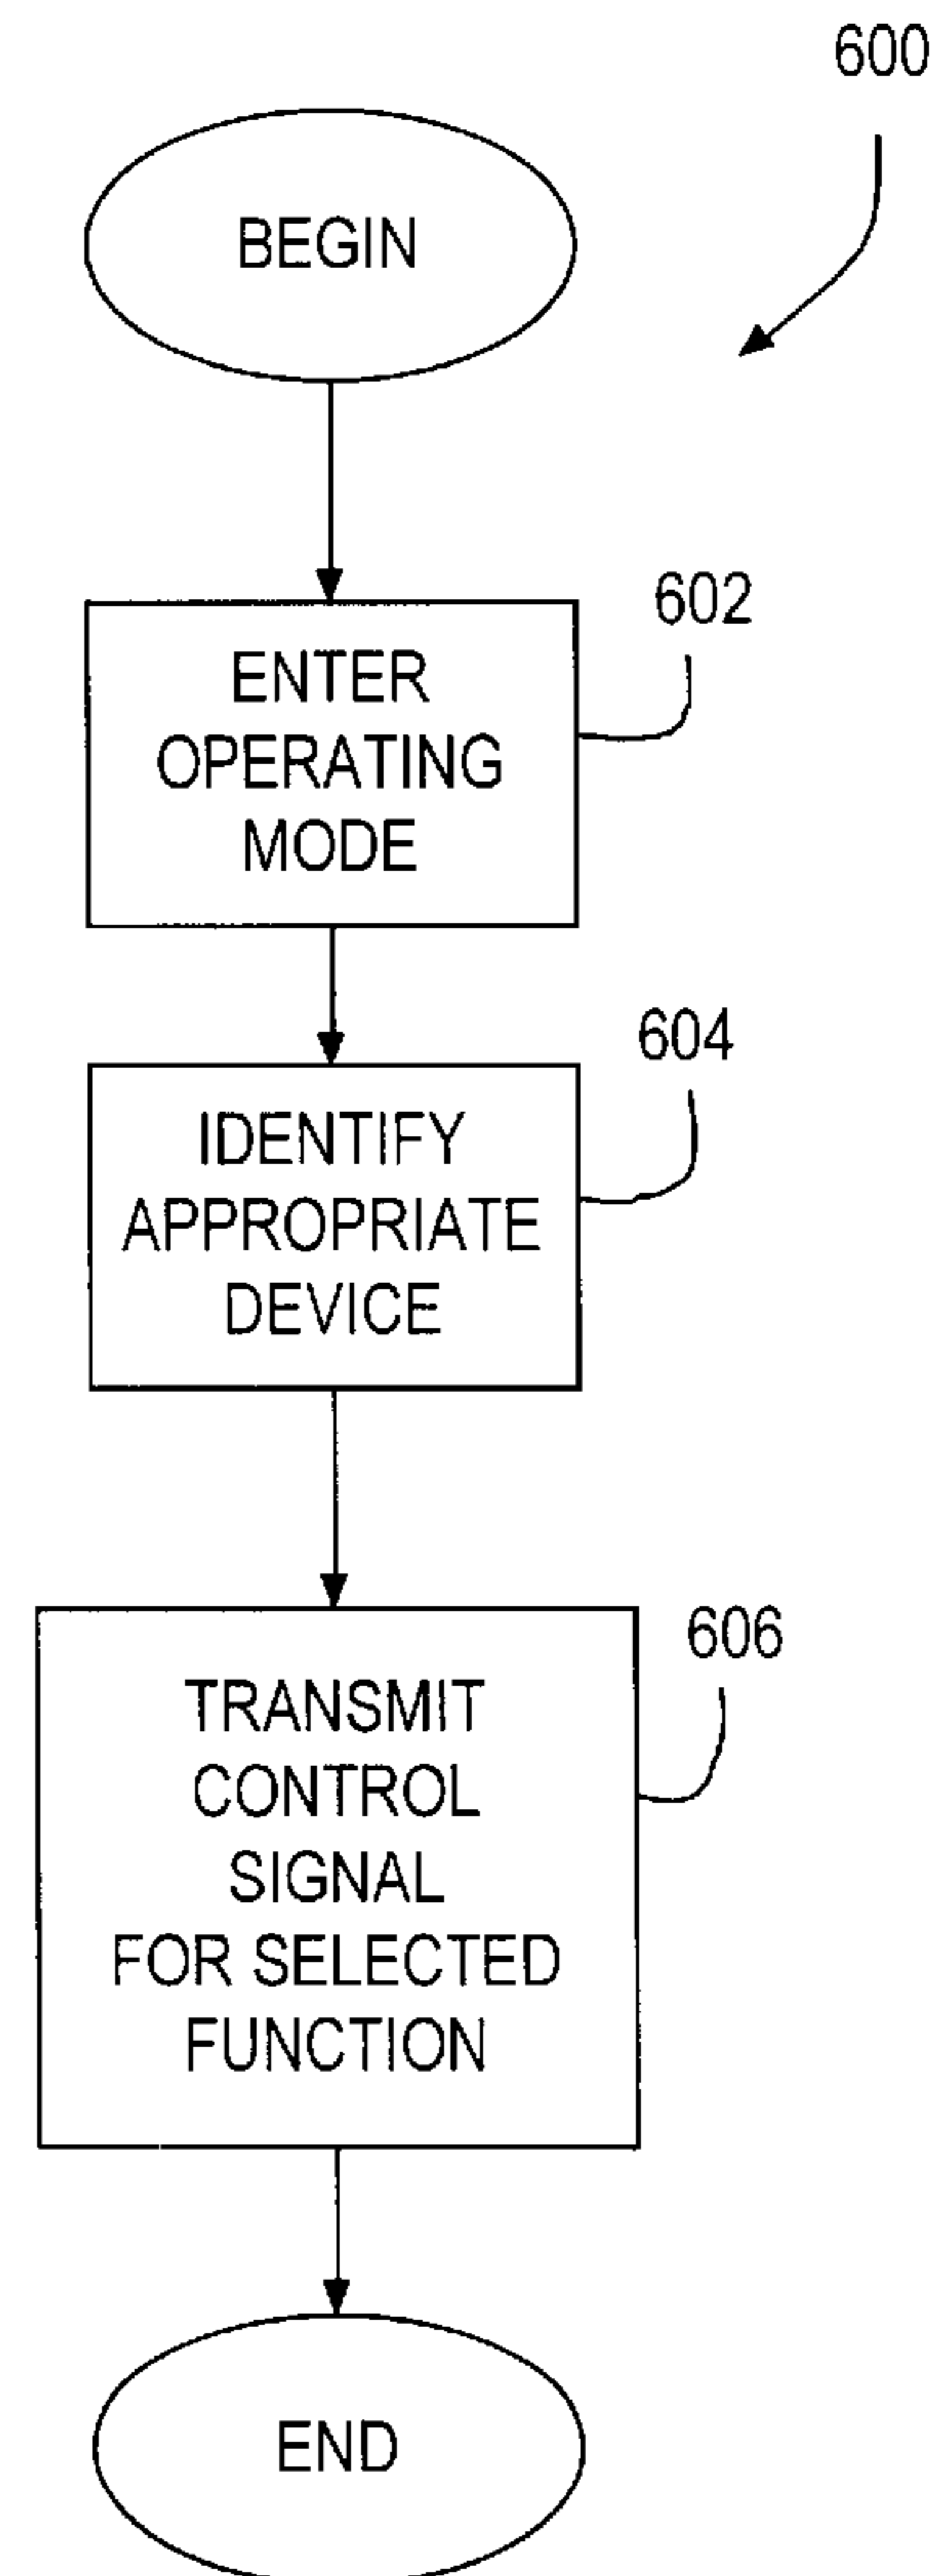 600
BEGIN
602
ENTER
OPERATING
MODE
604
IDENTIFY
APPROPRIATE
DEVICE
606
TRANSMIT
CONTROL
SIGNAL
FOR SELECTED
FUNCTION
END